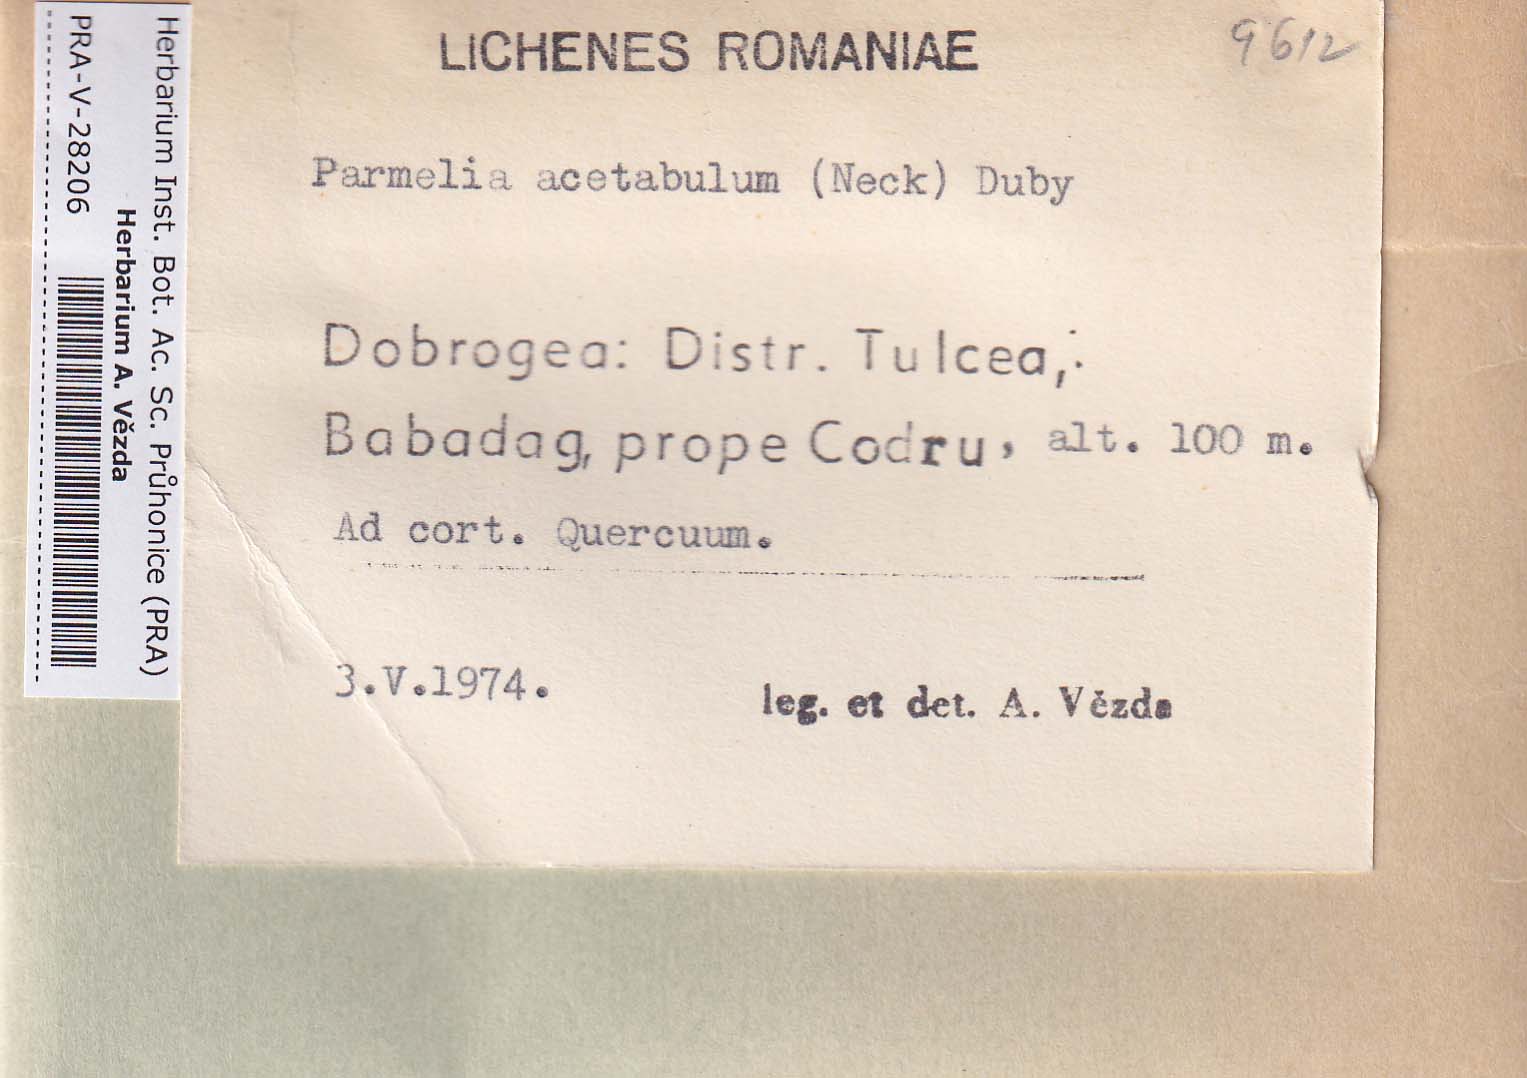 LICHENES ROMANIAE
9612
Parmelia acetabulum (Neck) Duby
Dobrogea: Distr. Tulcea,
Babadag, prope Codru, alt. 100 m.
Ad cort. Quercuum.
3.V.1974.
leg. et det. A. Vězda
Herbarium Inst. Bot. Ac. Sc. Průhonice (PRA)
Herbarium A. Vězda
PRA-V-28206